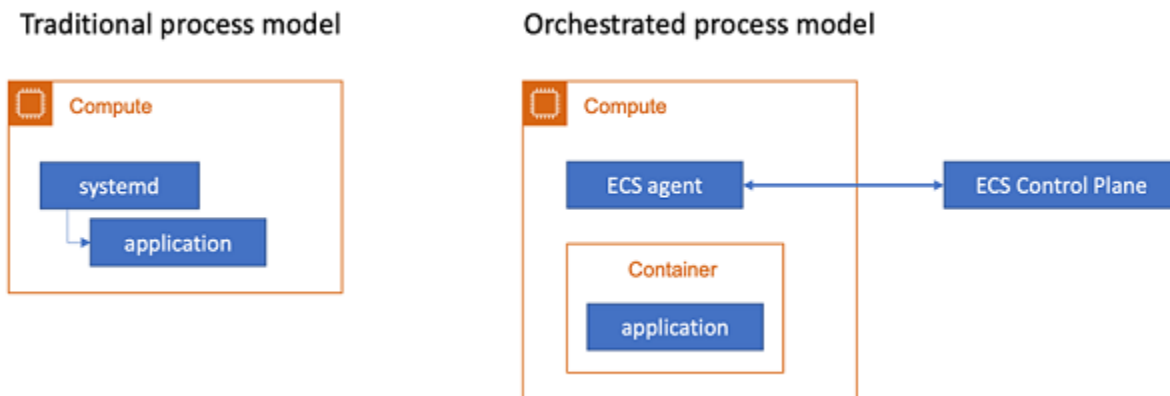 Traditional process model
Compute
systemd
application
Orchestrated process model
Compute
ECS agent
ECS Control Plane
Container
application